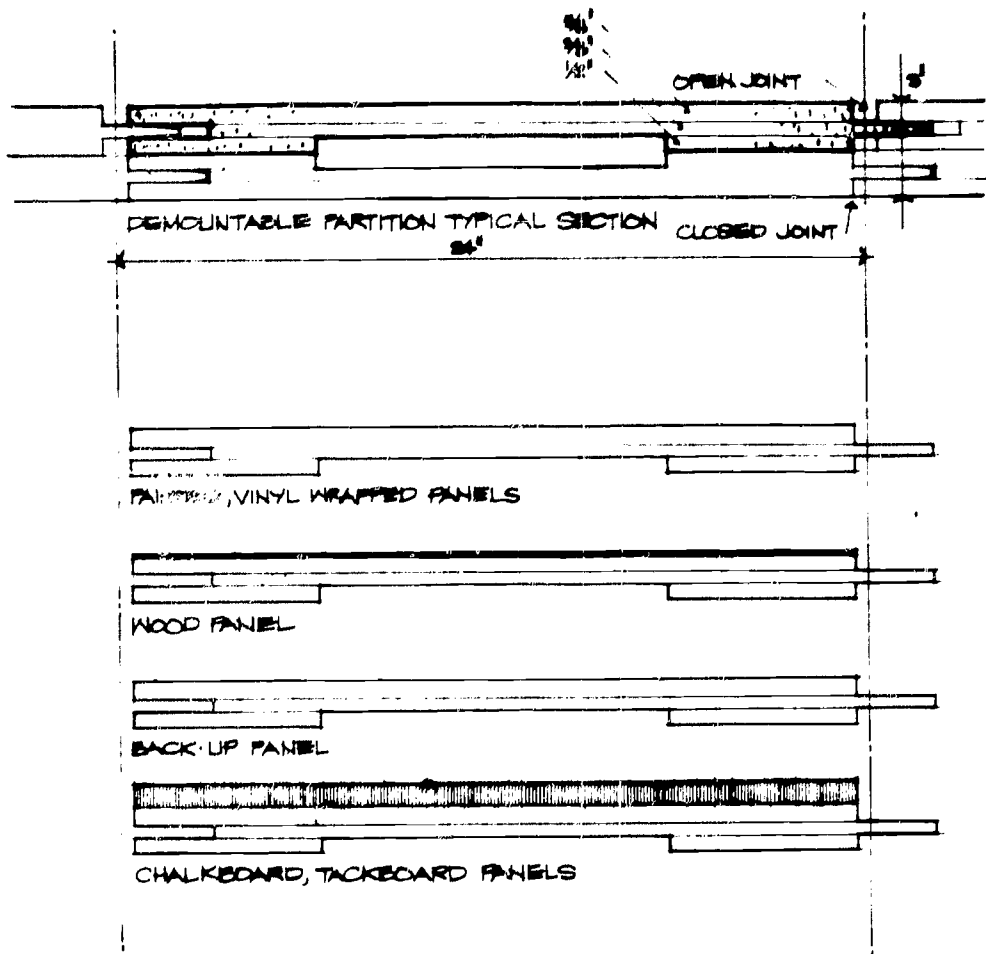 OPEN JOINT
3"
DEMOUNTABLE PARTITION TYPICAL SECTION
CLOSED JOINT
24"
VINYL WRAPPED PANELS
WOOD PANEL
BACK-UP PANEL
CHALKBOARD, TACKBOARD PANELS